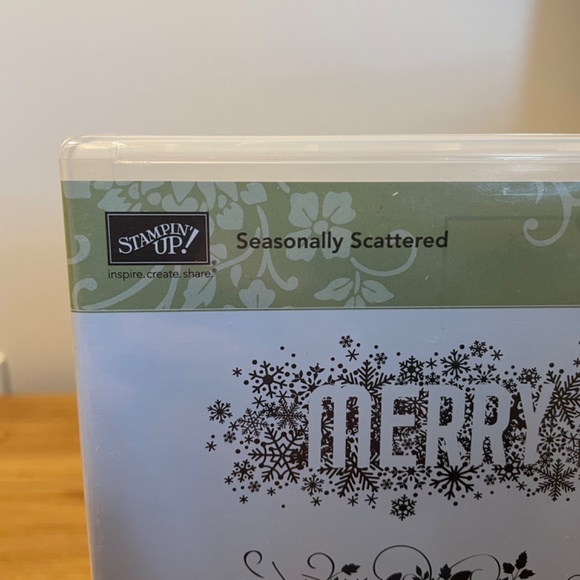 STAMPIN' UP!®
inspire.create.share.®
Seasonally Scattered
MERRY